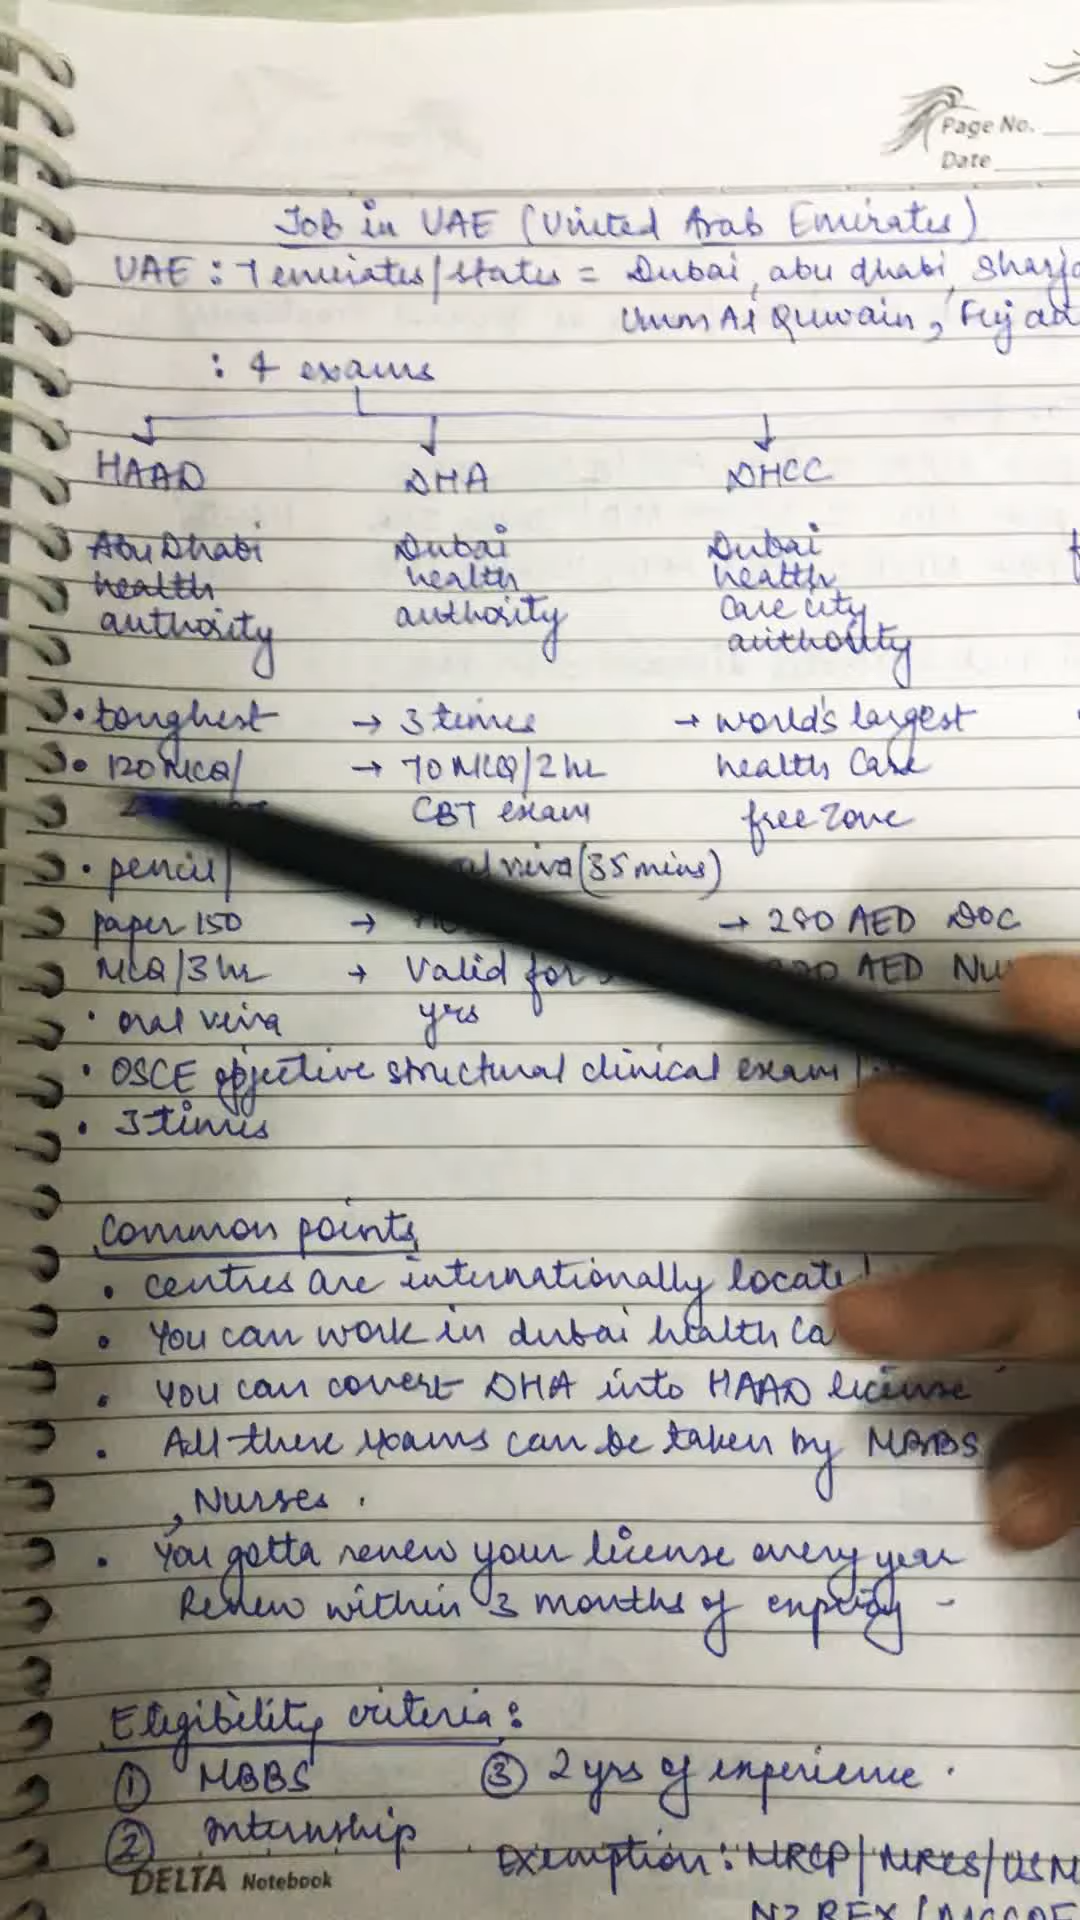 Page No.
Date
Job in UAE (United Arab Emirates)
UAE : 7 emirates/states = Dubai, abu dhabi, Sharja
Umm Al Quwain, Fujai
: 4 exams
HAAD DHA DHCC
Abu Dhabi Dubai Dubai
health health health
authority authority care city
authority
• toughest → 3 times → world's largest
• 120 MCQ/ → 70 MCQ/2 hr health Care
CBT exam free zone
• pencil/ viva (35 mins)
paper 150 → → 280 AED DOC
MCQ/3 hr → Valid for AED Nu
• oral viva yrs
• OSCE objective structural clinical exam
• 3 times
Common points
• centres are internationally locate
• You can work in dubai health ca
• You can covert DHA into HAAD license
• All there exams can be taken by MBBS
, Nurses .
• You gotta renew your license every year
Renew within 3 months of expiry -
Eligibility criteria :
① MBBS ③ 2 yrs of experience .
② Internship
Exemption : MRCP/MRCS/USM
DELTA Notebook